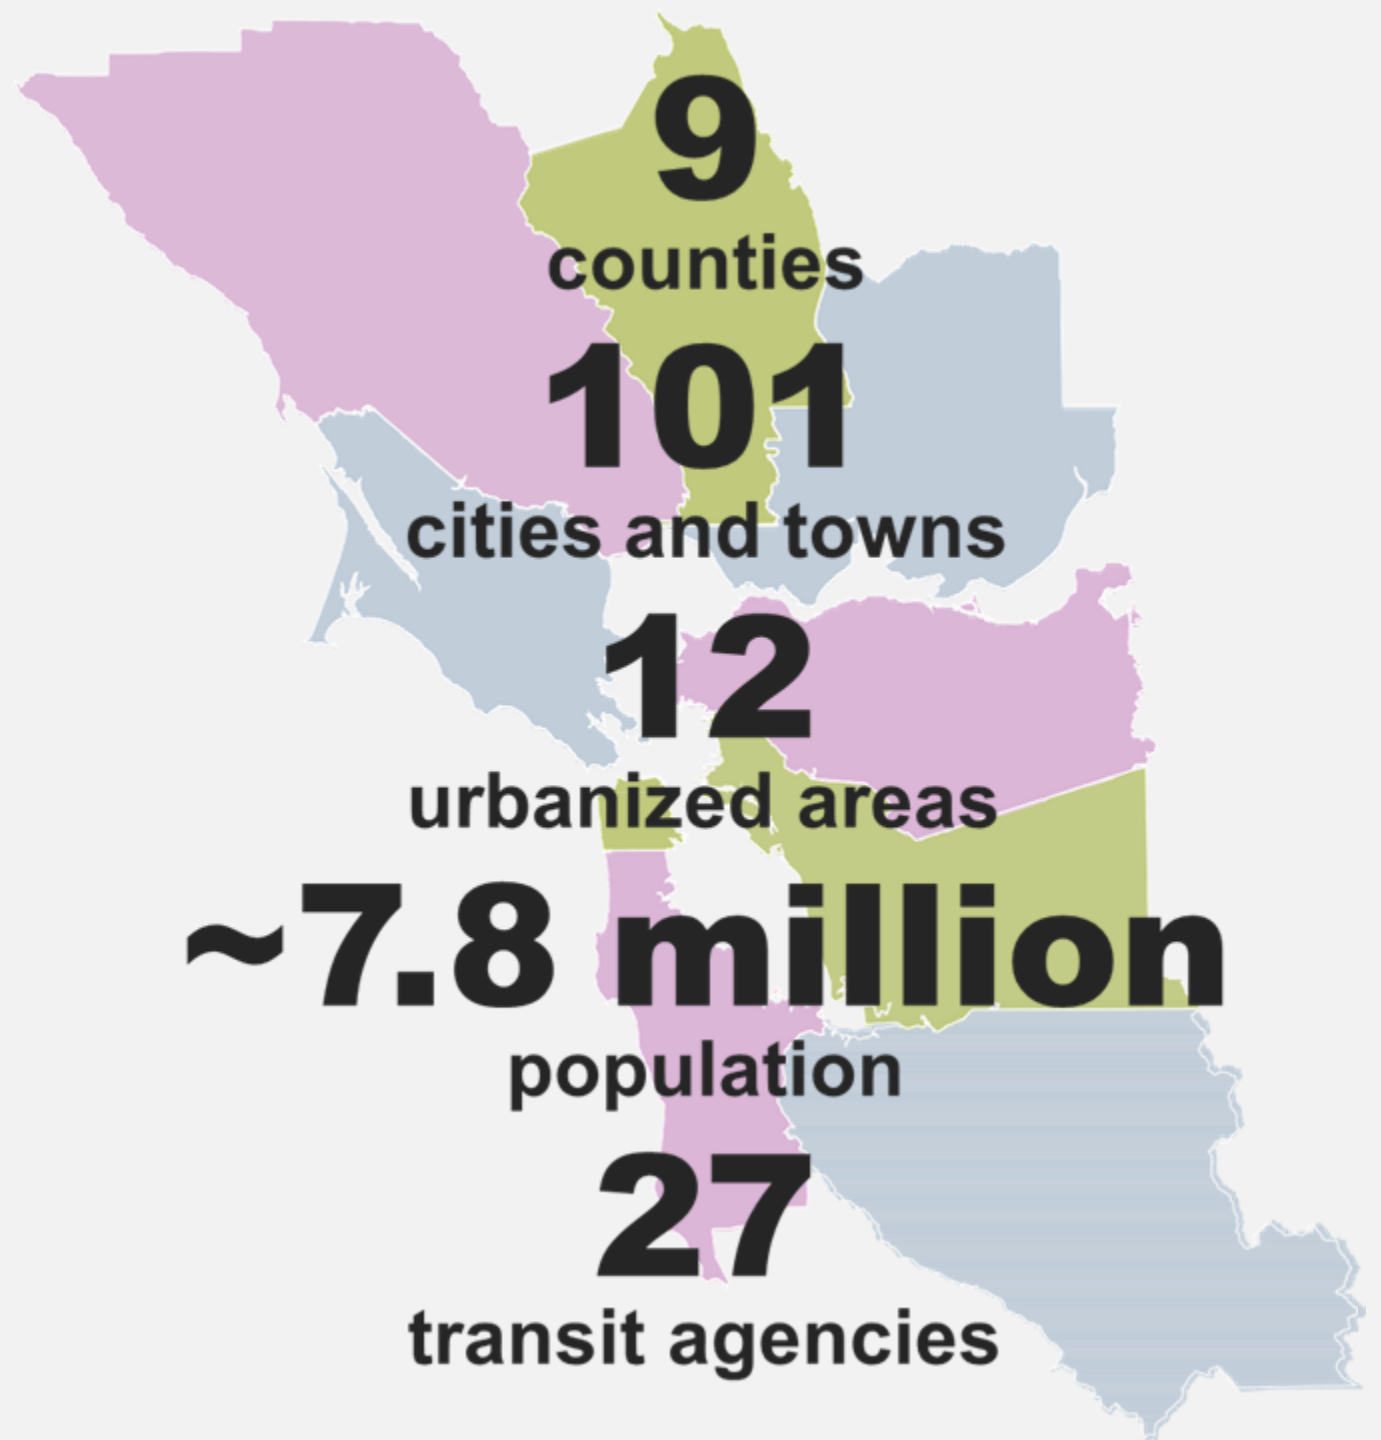 9
counties
101
cities and towns
12
urbanized areas
~7.8 million
population
27
transit agencies